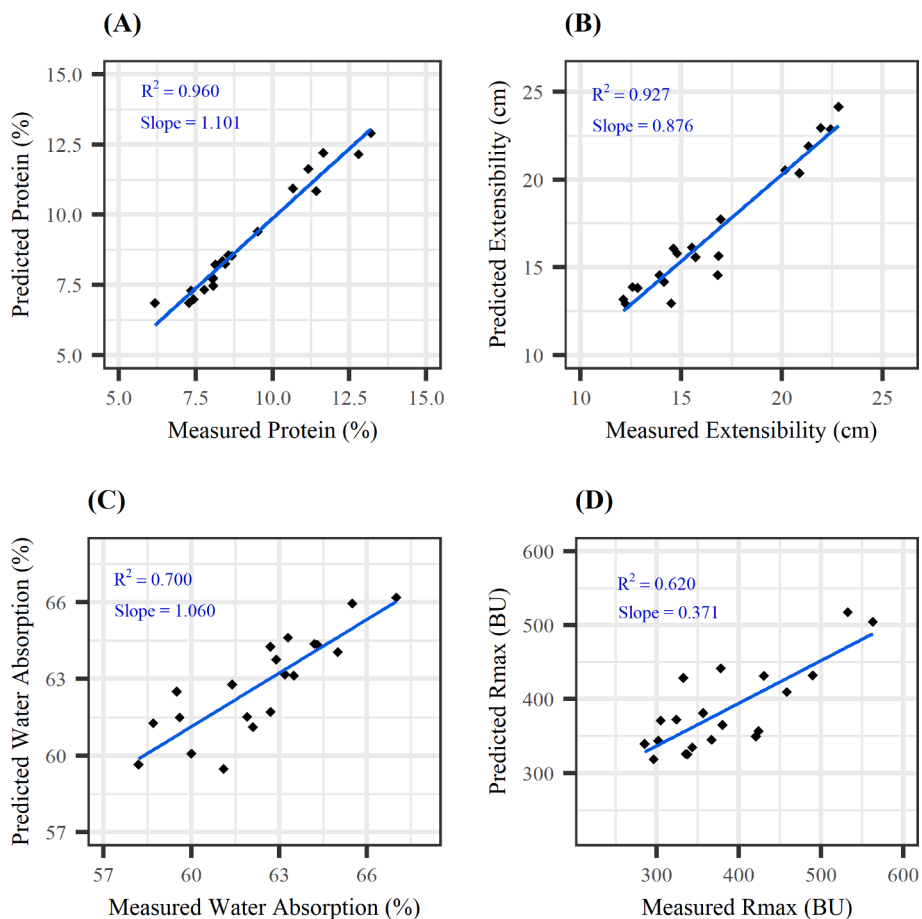 (A)
R² = 0.960
Slope = 1.101
Predicted Protein (%)
15.0
12.5
10.0
7.5
5.0
5.0 7.5 10.0 12.5 15.0
Measured Protein (%)
(B)
R² = 0.927
Slope = 0.876
Predicted Extensibility (cm)
25
20
15
10
10 15 20 25
Measured Extensibility (cm)
(C)
R² = 0.700
Slope = 1.060
Predicted Water Absorption (%)
66
63
60
57
57 60 63 66
Measured Water Absorption (%)
(D)
R² = 0.620
Slope = 0.371
Predicted Rmax (BU)
600
500
400
300
300 400 500 600
Measured Rmax (BU)